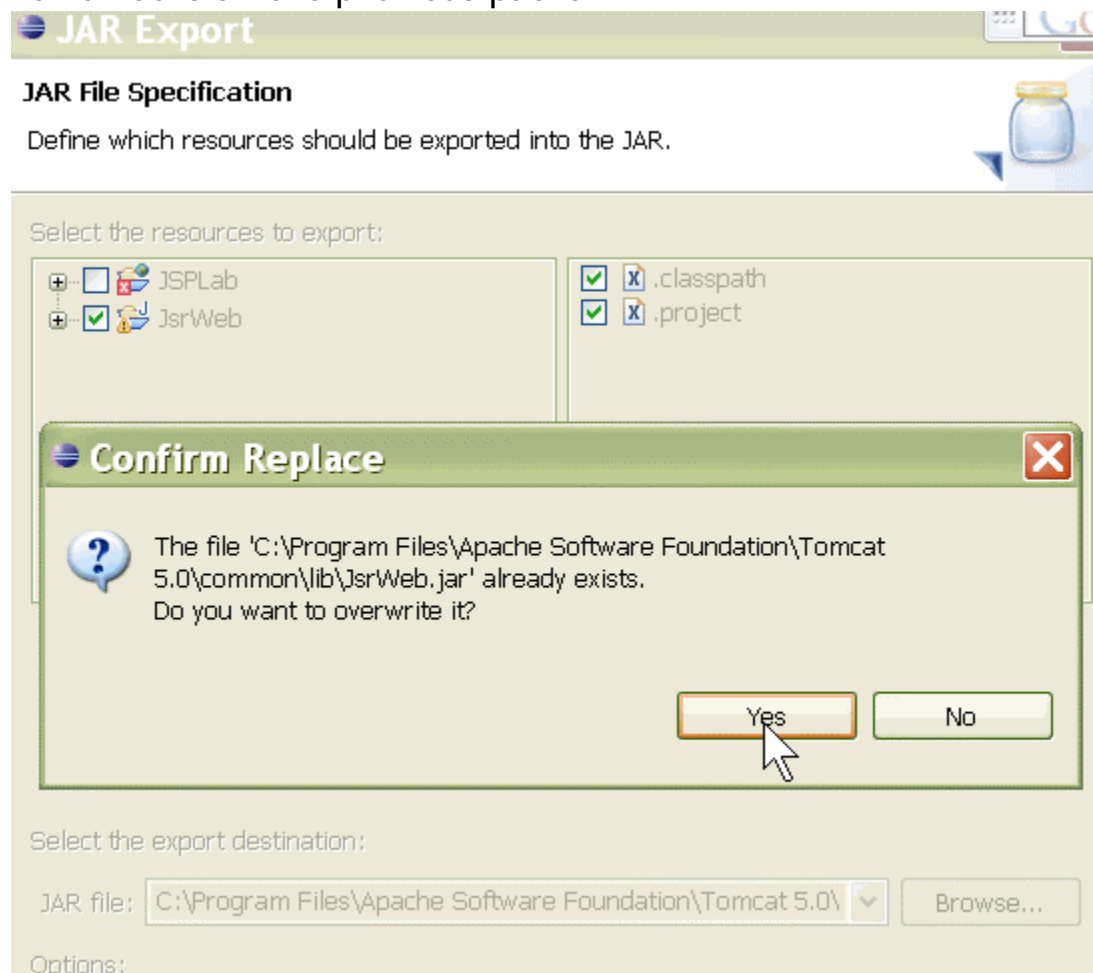 JAR Export
JAR File Specification
Define which resources should be exported into the JAR.
Select the resources to export:
JSPLab
JsrWeb
.classpath
.project
Confirm Replace
The file 'C:\Program Files\Apache Software Foundation\Tomcat
5.0\common\lib\JsrWeb.jar' already exists.
Do you want to overwrite it?
Yes
No
Select the export destination:
JAR file:
C:\Program Files\Apache Software Foundation\Tomcat 5.0\
Browse...
Options: